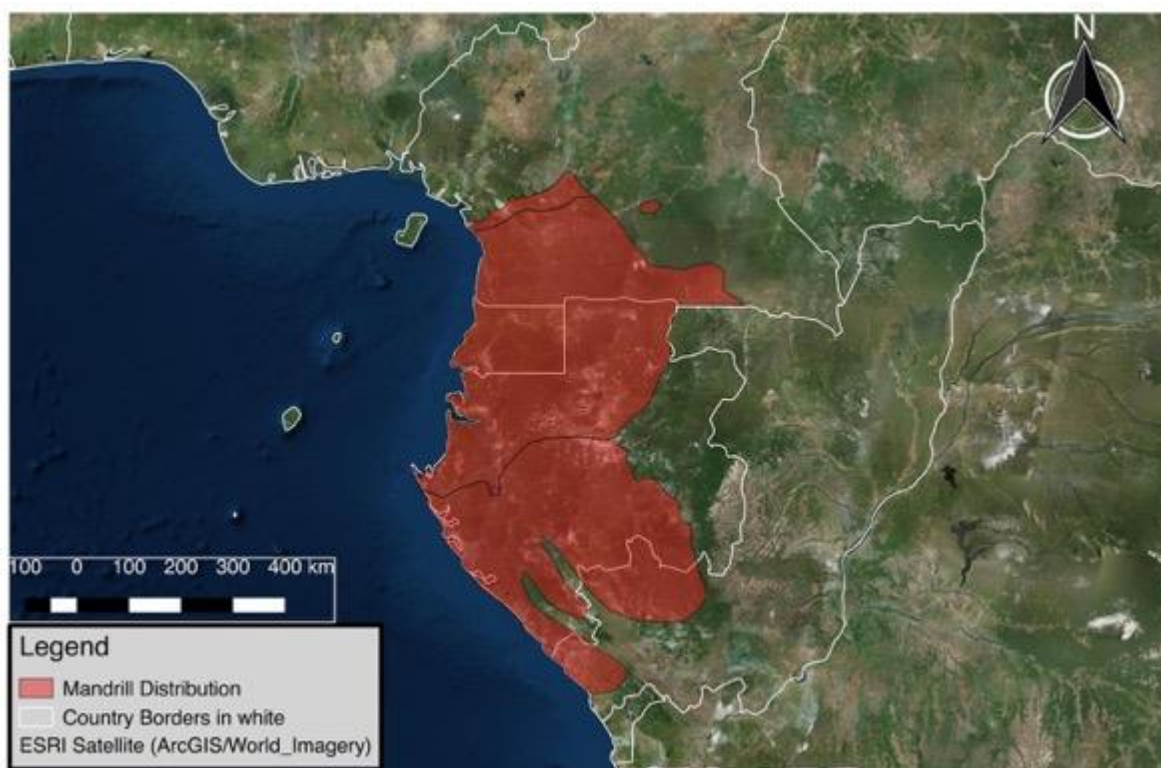 N
100 0 100 200 300 400 km
Legend
Mandrill Distribution
Country Borders in white
ESRI Satellite (ArcGIS/World_Imagery)